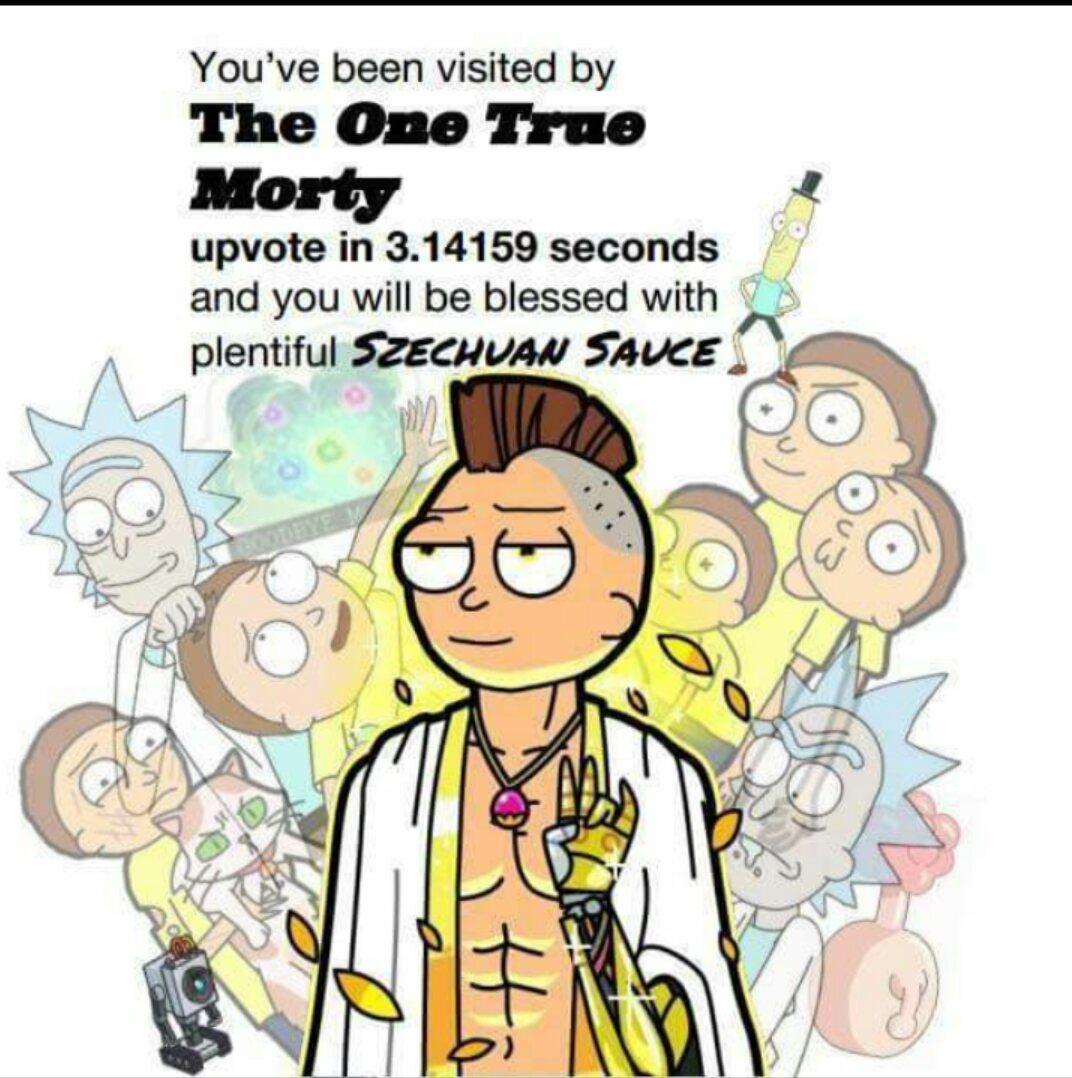 You've been visited by
The One True
Morty
upvote in 3.14159 seconds
and you will be blessed with
plentiful SZECHUAN SAUCE
GOODBYE